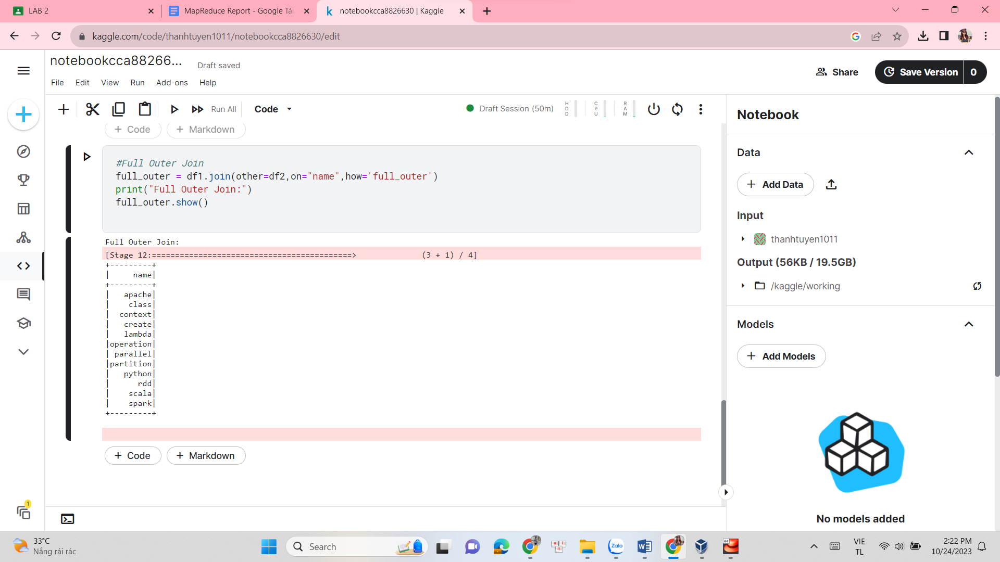 LAB 2
MapReduce Report - Google Tài
notebookcca8826630 | Kaggle
kaggle.com/code/thanhtuyen1011/notebookcca8826630/edit
notebookcca88266...
Draft saved
File Edit View Run Add-ons Help
Share
Save Version
0
Run All
Code
Draft Session (50m)
HDD
CPU
RAM
+ Code
+ Markdown
#Full Outer Join
full_outer = df1.join(other=df2,on="name",how='full_outer')
print("Full Outer Join:")
full_outer.show()
Full Outer Join:
[Stage 12:===========================================>              (3 + 1) / 4]
+---------+
|     name|
+---------+
|   apache|
|    class|
|  context|
|   create|
|   lambda|
|operation|
| parallel|
|partition|
|   python|
|      rdd|
|    scala|
|    spark|
+---------+
+ Code
+ Markdown
Notebook
Data
+ Add Data
Input
thanhtuyen1011
Output (56KB / 19.5GB)
/kaggle/working
Models
+ Add Models
No models added
1
33°C
Nắng rải rác
Search
Zalo
64
VIE
TL
2:22 PM
10/24/2023